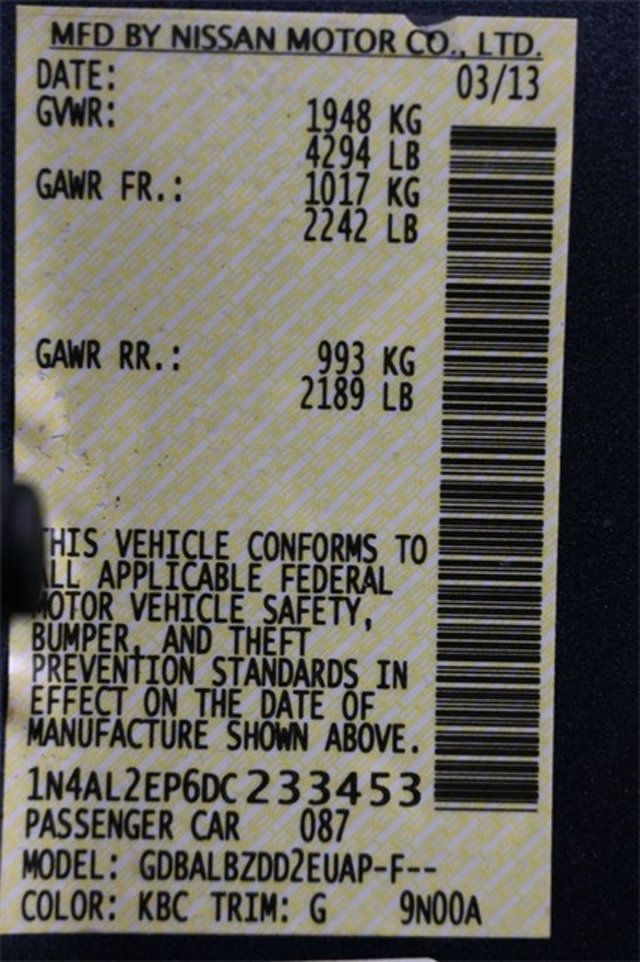 MFD BY NISSAN MOTOR CO., LTD.
DATE: 03/13
GVWR: 1948 KG
4294 LB
GAWR FR.: 1017 KG
2242 LB
GAWR RR.: 993 KG
2189 LB
THIS VEHICLE CONFORMS TO
ALL APPLICABLE FEDERAL
MOTOR VEHICLE SAFETY,
BUMPER, AND THEFT
PREVENTION STANDARDS IN
EFFECT ON THE DATE OF
MANUFACTURE SHOWN ABOVE.
1N4AL2EP6DC233453
PASSENGER CAR 087
MODEL: GDBALBZDD2EUAP-F--
COLOR: KBC TRIM: G 9N00A